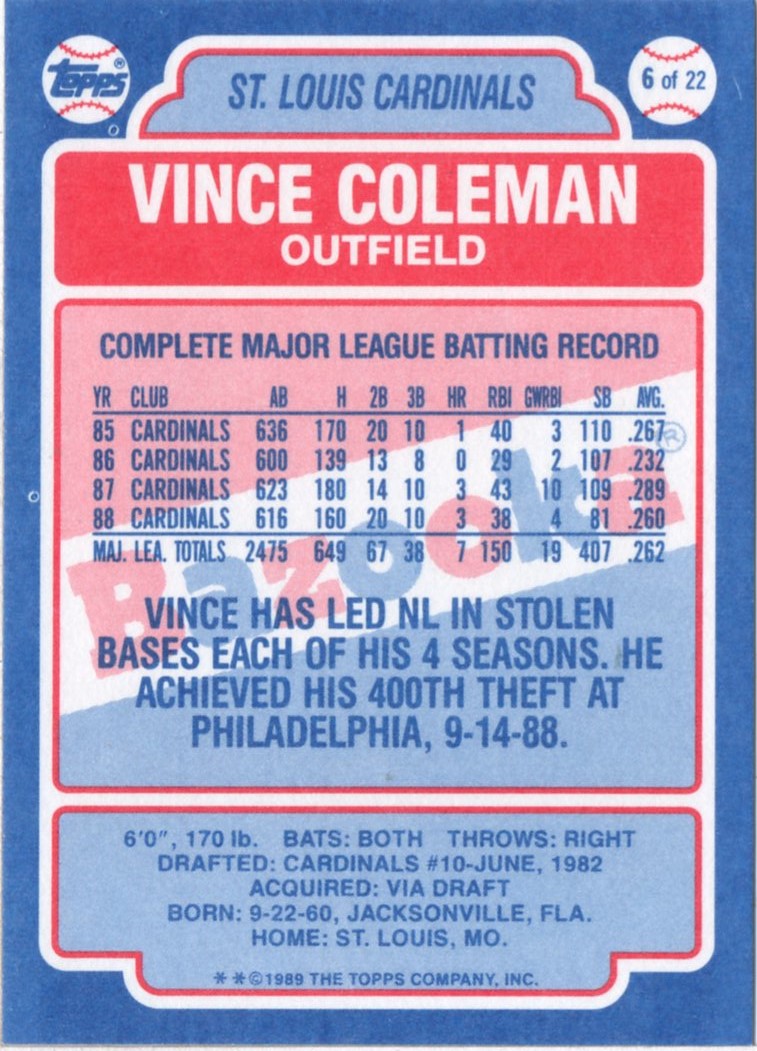 Topps®
ST. LOUIS CARDINALS
6 of 22
VINCE COLEMAN
OUTFIELD
COMPLETE MAJOR LEAGUE BATTING RECORD
YR CLUB AB H 2B 3B HR RBI GWRBI SB AVG.
85 CARDINALS 636 170 20 10 1 40 3 110 .267
86 CARDINALS 600 139 13 8 0 29 2 107 .232
87 CARDINALS 623 180 14 10 3 43 10 109 .289
88 CARDINALS 616 160 20 10 3 38 4 81 .260
MAJ. LEA. TOTALS 2475 649 67 38 7 150 19 407 .262
Bazooka®
VINCE HAS LED NL IN STOLEN
BASES EACH OF HIS 4 SEASONS. HE
ACHIEVED HIS 400TH THEFT AT
PHILADELPHIA, 9-14-88.
6'0", 170 lb. BATS: BOTH THROWS: RIGHT
DRAFTED: CARDINALS #10-JUNE, 1982
ACQUIRED: VIA DRAFT
BORN: 9-22-60, JACKSONVILLE, FLA.
HOME: ST. LOUIS, MO.
**©1989 THE TOPPS COMPANY, INC.